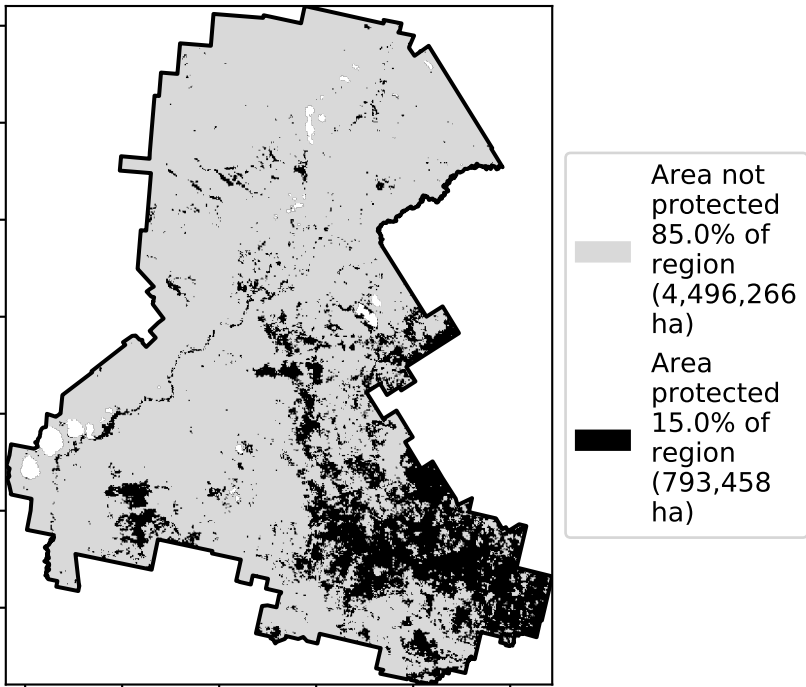 Area not
protected
85.0% of
region
(4,496,266
ha)
Area
protected
15.0% of
region
(793,458
ha)